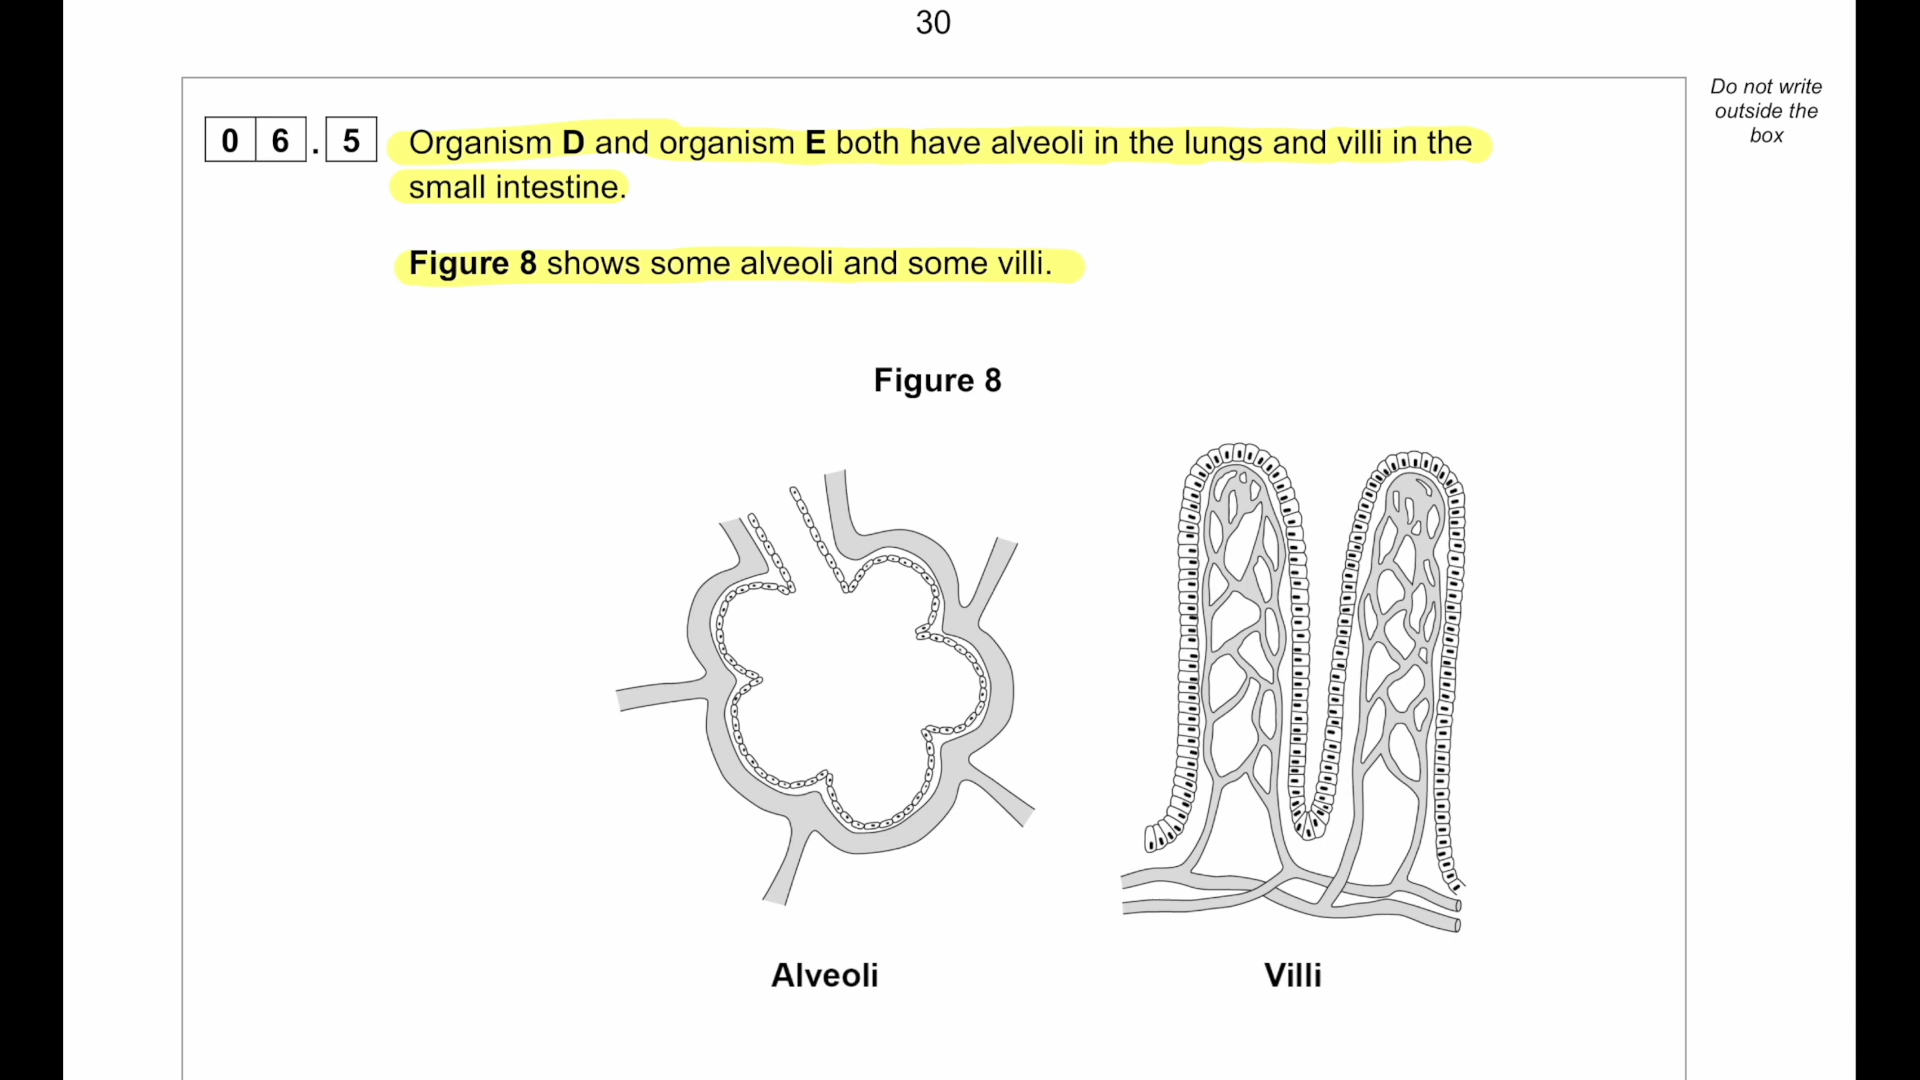 30
Do not write
outside the
box
0 6 . 5 Organism D and organism E both have alveoli in the lungs and villi in the
small intestine.
Figure 8 shows some alveoli and some villi.
Figure 8
Alveoli
Villi